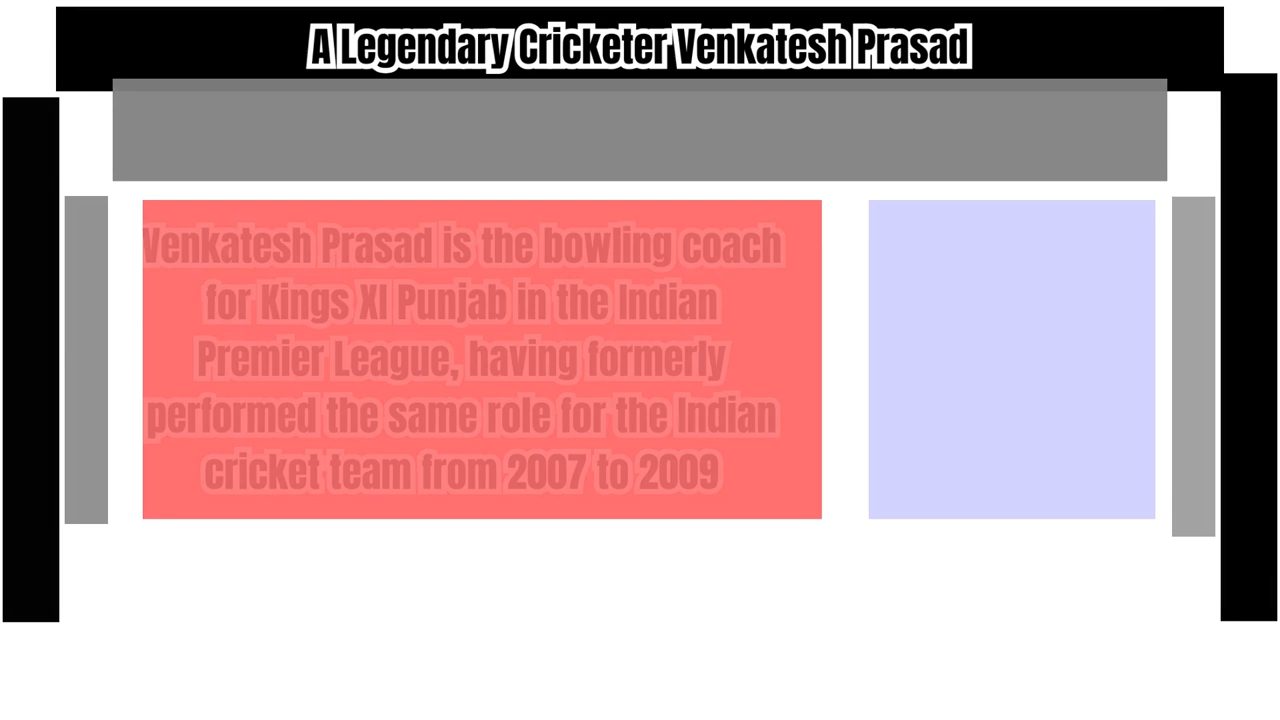 A Legendary Cricketer Venkatesh Prasad
Venkatesh Prasad is the bowling coach
for Kings XI Punjab in the Indian
Premier League, having formerly
performed the same role for the Indian
cricket team from 2007 to 2009